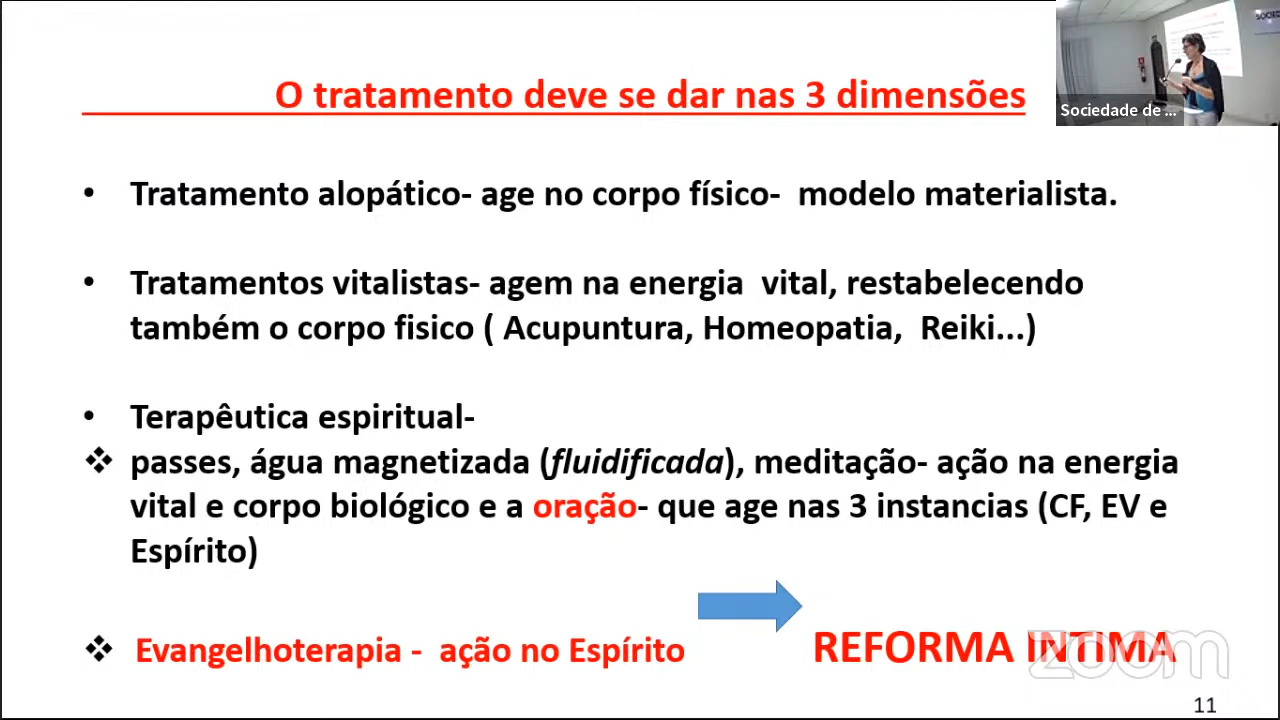 O tratamento deve se dar nas 3 dimensões
Sociedade de ...
• Tratamento alopático- age no corpo físico- modelo materialista.
• Tratamentos vitalistas- agem na energia vital, restabelecendo
também o corpo fisico ( Acupuntura, Homeopatia, Reiki...)
• Terapêutica espiritual-
❖ passes, água magnetizada (fluidificada), meditação- ação na energia
vital e corpo biológico e a oração- que age nas 3 instancias (CF, EV e
Espírito)
❖ Evangelhoterapia - ação no Espírito
REFORMA INTIMA
zoom
11